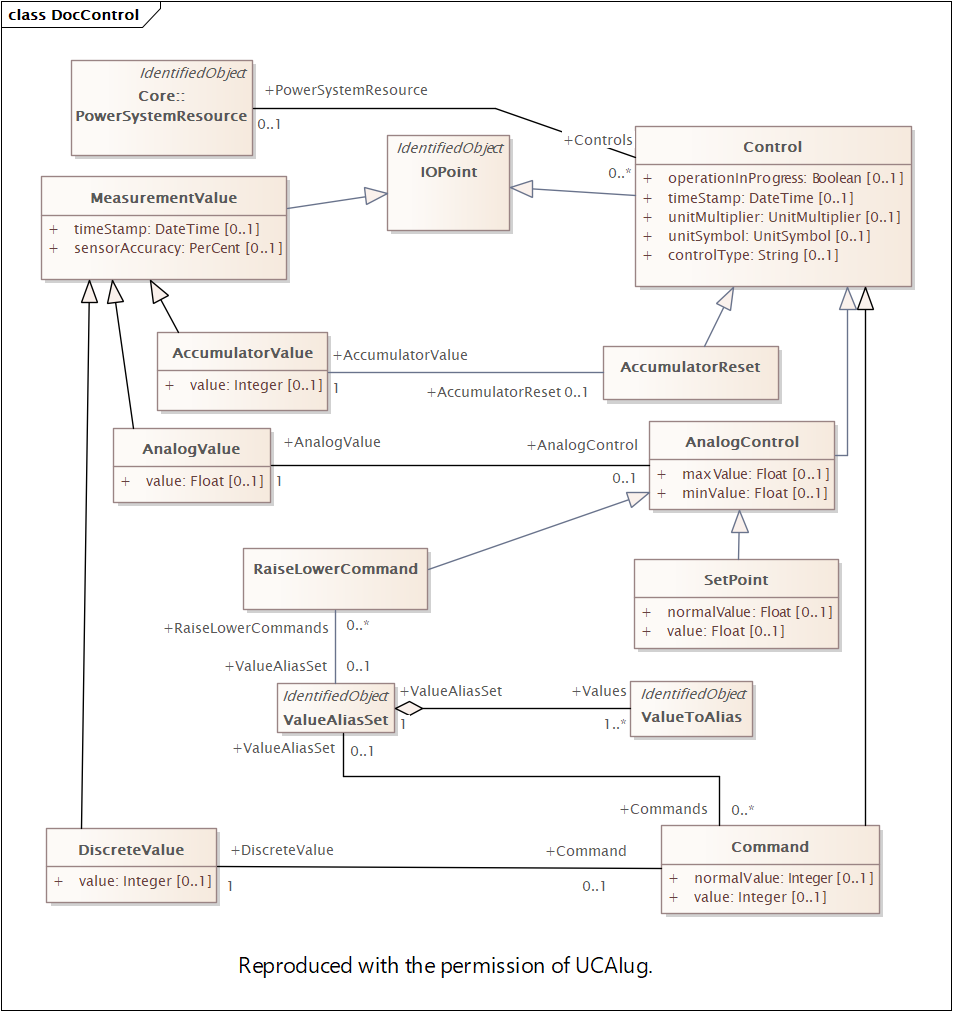 class DocControl
IdentifiedObject
Core::
PowerSystemResource
+PowerSystemResource
0..1
+Controls
0..*
IdentifiedObject
IOPoint
Control
+ operationInProgress: Boolean [0..1]
+ timeStamp: DateTime [0..1]
+ unitMultiplier: UnitMultiplier [0..1]
+ unitSymbol: UnitSymbol [0..1]
+ controlType: String [0..1]
MeasurementValue
+ timeStamp: DateTime [0..1]
+ sensorAccuracy: PerCent [0..1]
AccumulatorValue
+ value: Integer [0..1]
+AccumulatorValue
1
+AccumulatorReset 0..1
AccumulatorReset
AnalogValue
+ value: Float [0..1]
+AnalogValue
1
+AnalogControl
0..1
AnalogControl
+ maxValue: Float [0..1]
+ minValue: Float [0..1]
RaiseLowerCommand
SetPoint
+ normalValue: Float [0..1]
+ value: Float [0..1]
+RaiseLowerCommands
0..*
+ValueAliasSet
0..1
IdentifiedObject
ValueAliasSet
+ValueAliasSet
1
+Values
1..*
IdentifiedObject
ValueToAlias
+ValueAliasSet
0..1
+Commands
0..*
DiscreteValue
+ value: Integer [0..1]
+DiscreteValue
1
+Command
0..1
Command
+ normalValue: Integer [0..1]
+ value: Integer [0..1]
Reproduced with the permission of UCAIug.